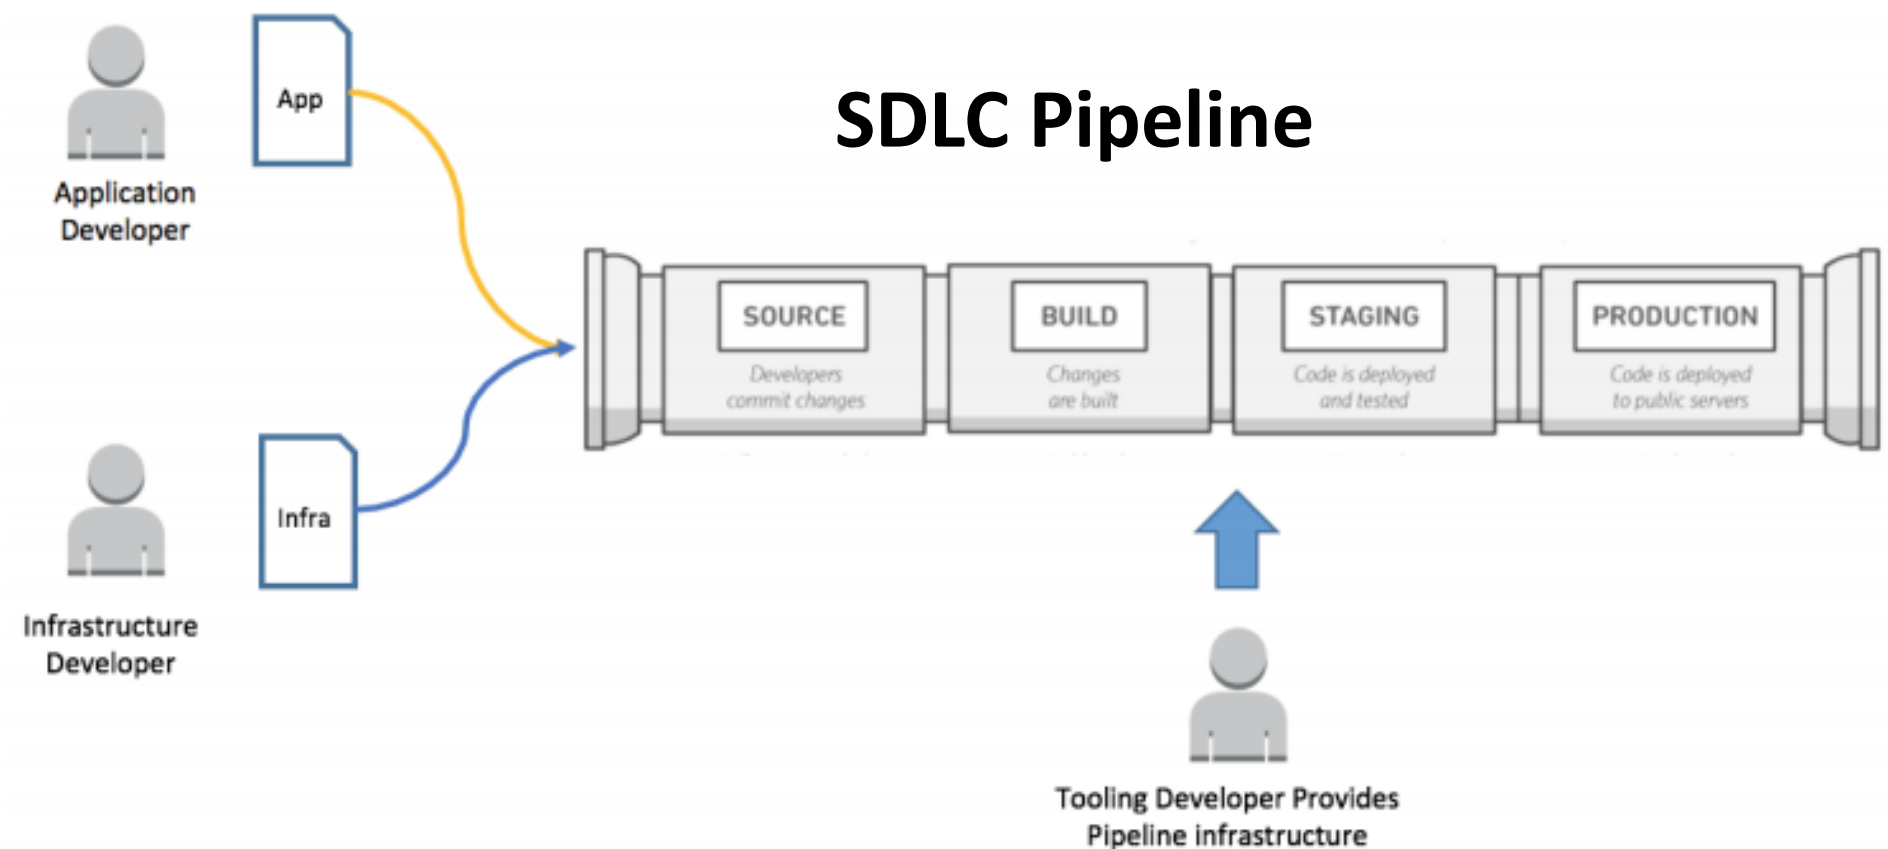 SDLC Pipeline
App
Application
Developer
SOURCE
Developers
commit changes
BUILD
Changes
are built
STAGING
Code is deployed
and tested
PRODUCTION
Code is deployed
to public servers
Infra
Infrastructure
Developer
Tooling Developer Provides
Pipeline infrastructure